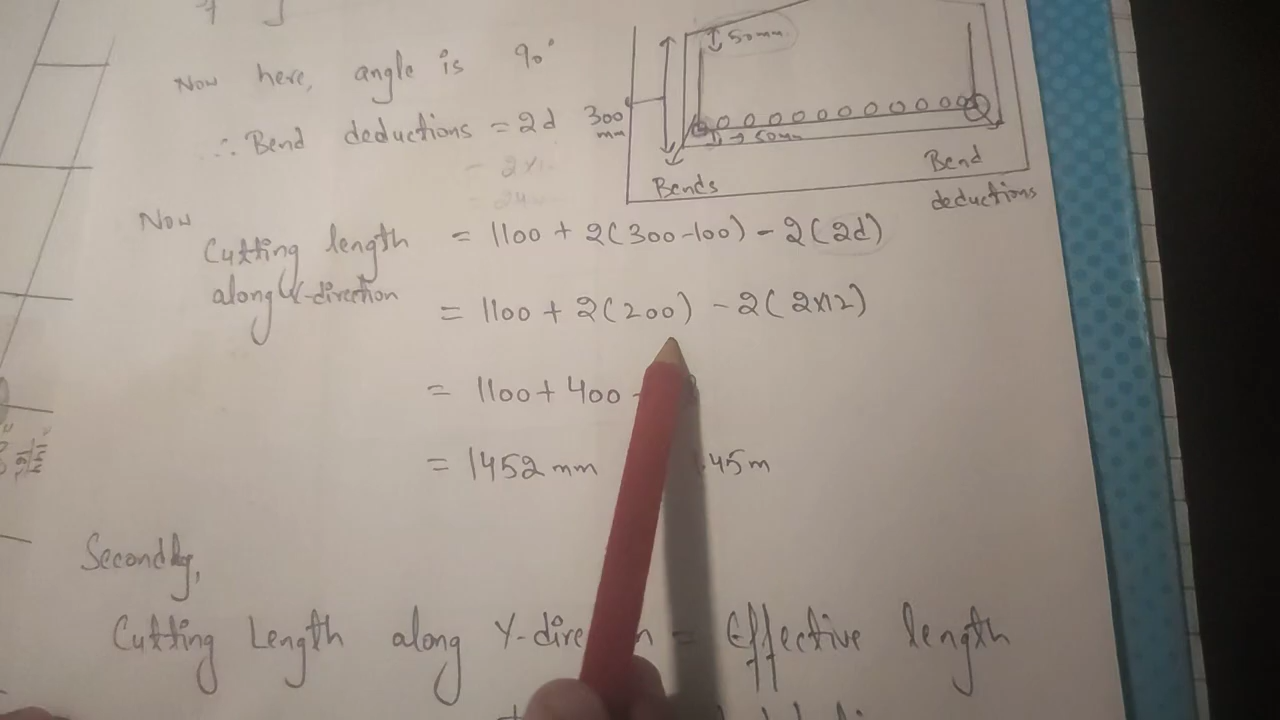 Now here, angle is 90°
∴ Bend deductions = 2d
300 mm
50mm
50mm
Bends
Bend deductions
Now
Cutting length along X-direction = 1100 + 2(300-100) - 2(2d)
= 1100 + 2(200) - 2(2x12)
= 1100 + 400 -
= 1452 mm .45m
Secondly,
Cutting Length along Y-direction = Effective length